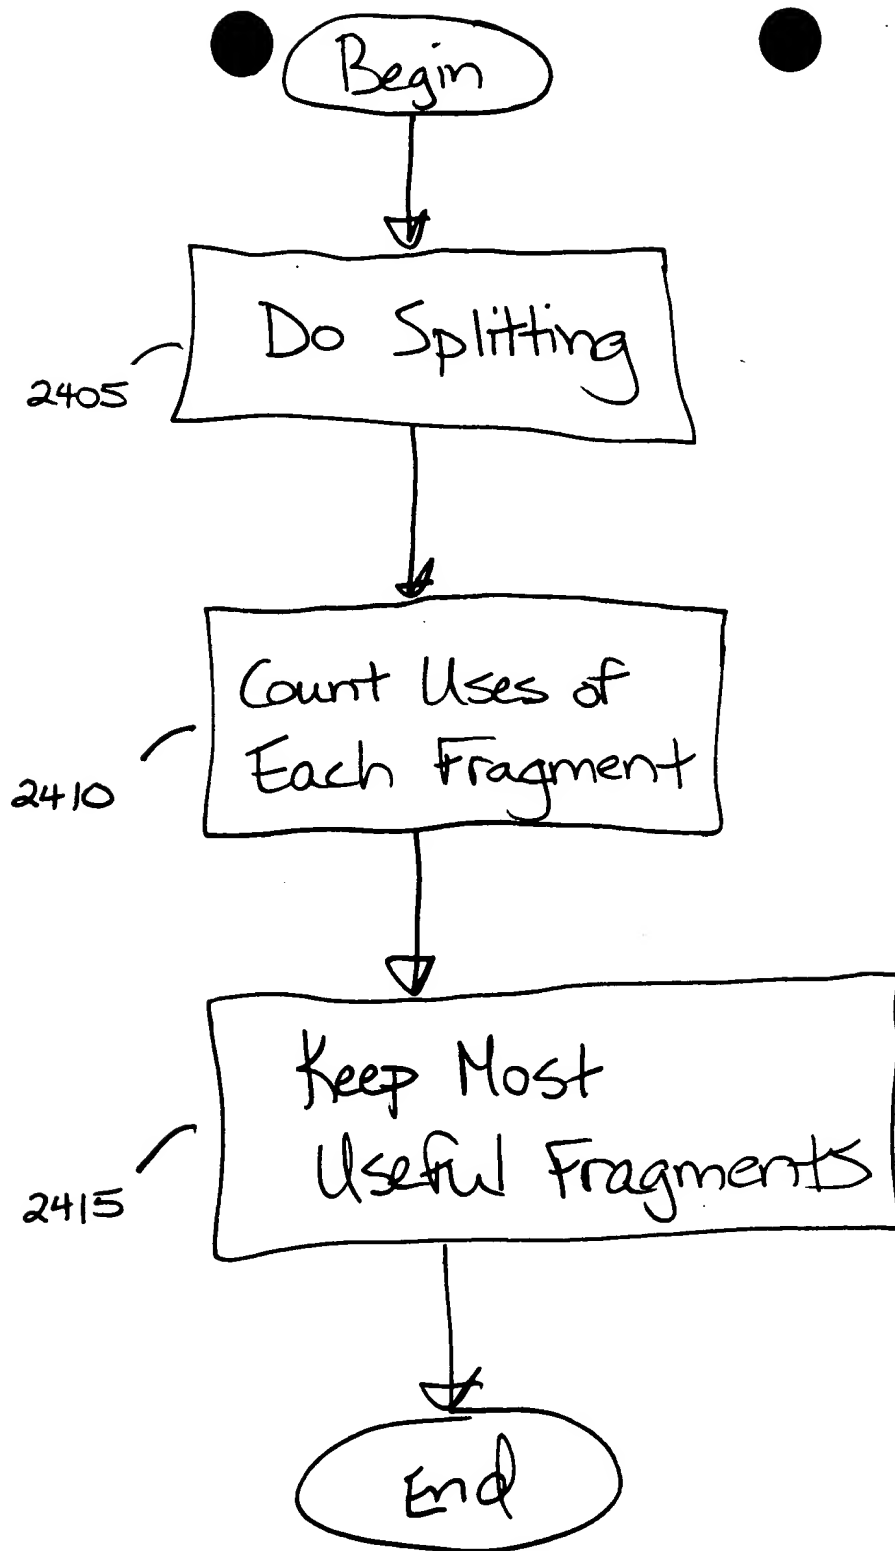 Begin
Do Splitting
2405
Count Uses of
Each Fragment
2410
Keep Most
Useful Fragments
2415
End